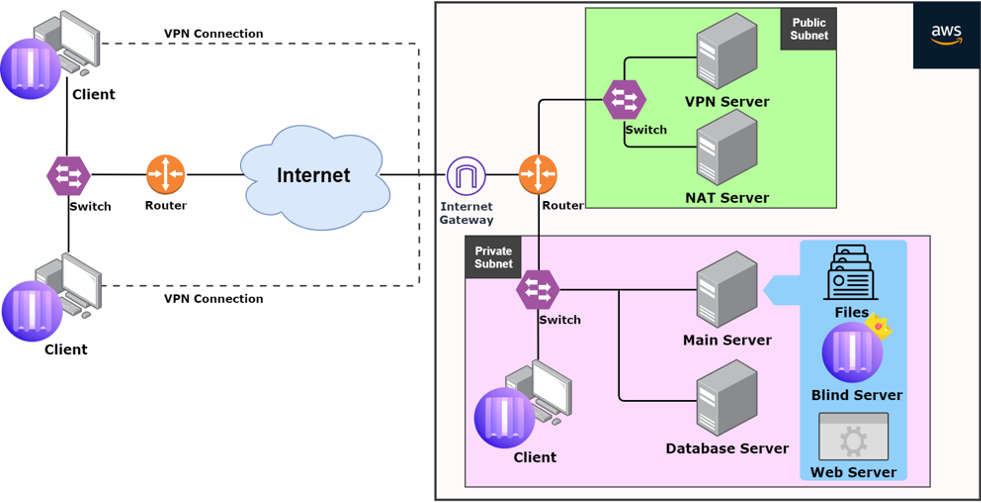 VPN Connection
Client
Switch
Router
Internet
VPN Connection
Client
Internet
Gateway
Router
aws
Public
Subnet
VPN Server
Switch
NAT Server
Private
Subnet
Switch
Client
Main Server
Database Server
Files
Blind Server
Web Server